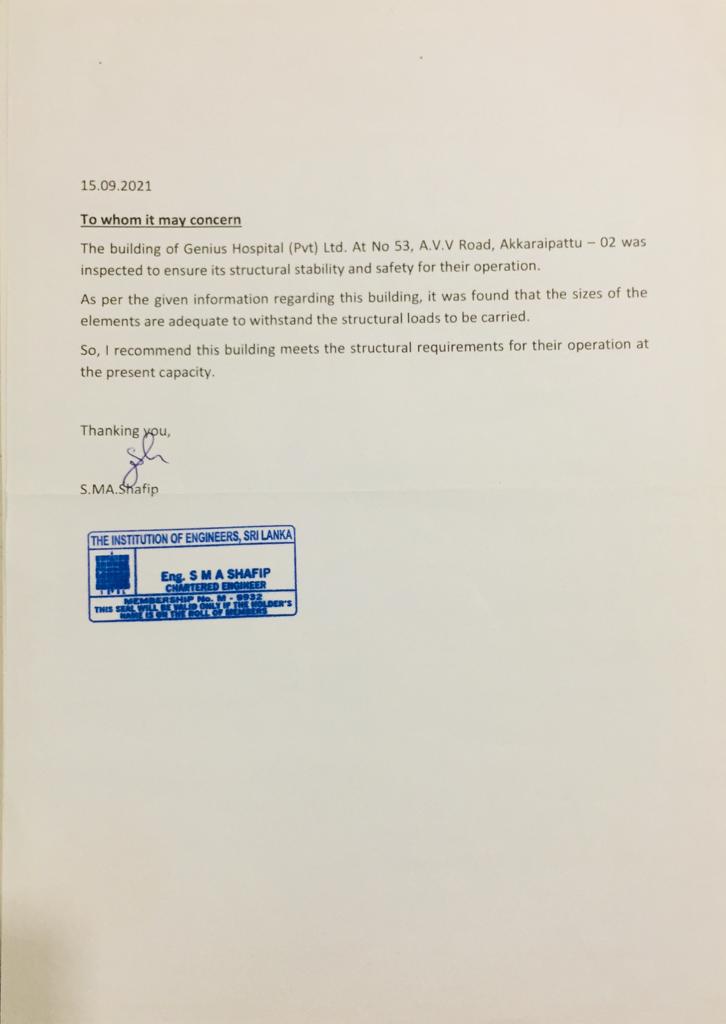 15.09.2021
To whom it may concern
The building of Genius Hospital (Pvt) Ltd. At No 53, A.V.V Road, Akkaraipattu – 02 was
inspected to ensure its structural stability and safety for their operation.
As per the given information regarding this building, it was found that the sizes of the
elements are adequate to withstand the structural loads to be carried.
So, I recommend this building meets the structural requirements for their operation at
the present capacity.
Thanking you,
S.MA.Shafip
THE INSTITUTION OF ENGINEERS, SRI LANKA
Eng. S M A SHAFIP
CHARTERED ENGINEER
MEMBERSHIP No. M - 9932
THIS SEAL WILL BE VALID ONLY IF THE HOLDER'S
NAME IS ON THE ROLL OF MEMBERS